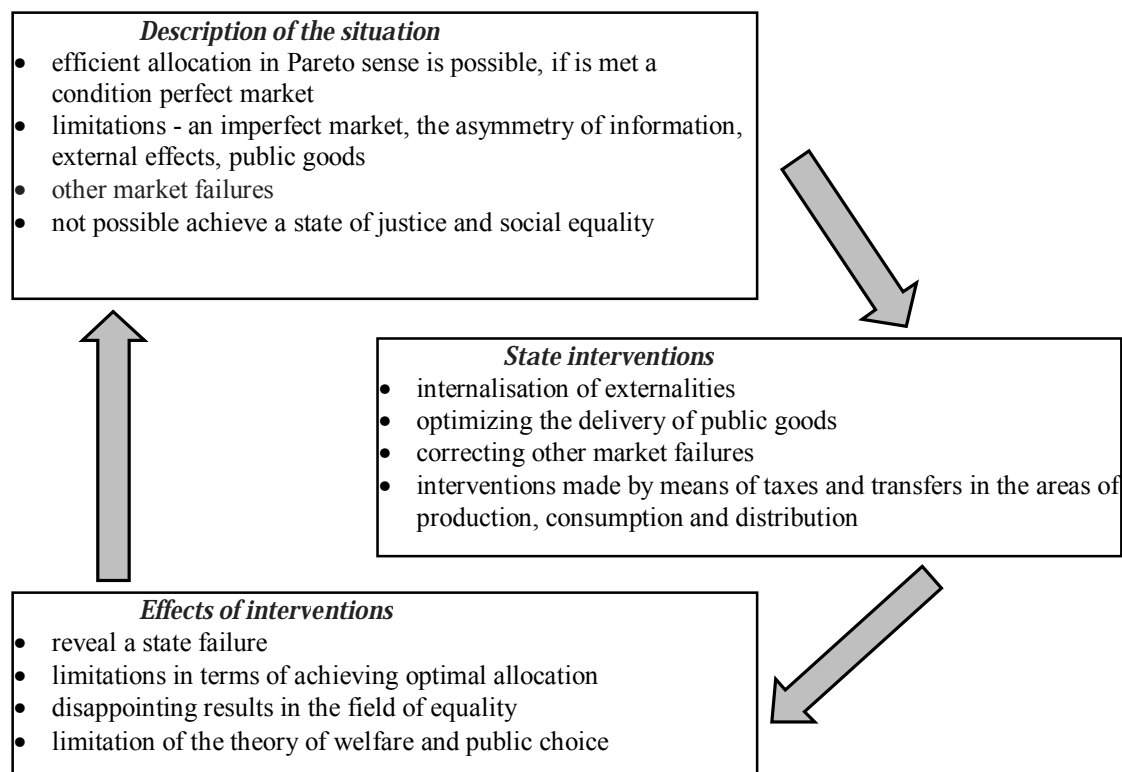 Description of the situation
• efficient allocation in Pareto sense is possible, if is met a
condition perfect market
• limitations - an imperfect market, the asymmetry of information,
external effects, public goods
• other market failures
• not possible achieve a state of justice and social equality
State interventions
• internalisation of externalities
• optimizing the delivery of public goods
• correcting other market failures
• interventions made by means of taxes and transfers in the areas of
production, consumption and distribution
Effects of interventions
• reveal a state failure
• limitations in terms of achieving optimal allocation
• disappointing results in the field of equality
• limitation of the theory of welfare and public choice